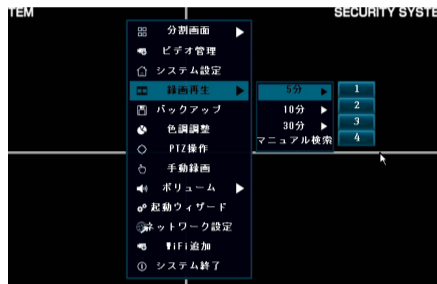 TEM
SECURITY SYSTE
分割画面
ビデオ管理
システム設定
録画再生
バックアップ
色調調整
PTZ操作
手動録画
ボリューム
起動ウィザード
ネットワーク設定
WiFi追加
システム終了
5分
10分
30分
マニュアル検索
1
2
3
4